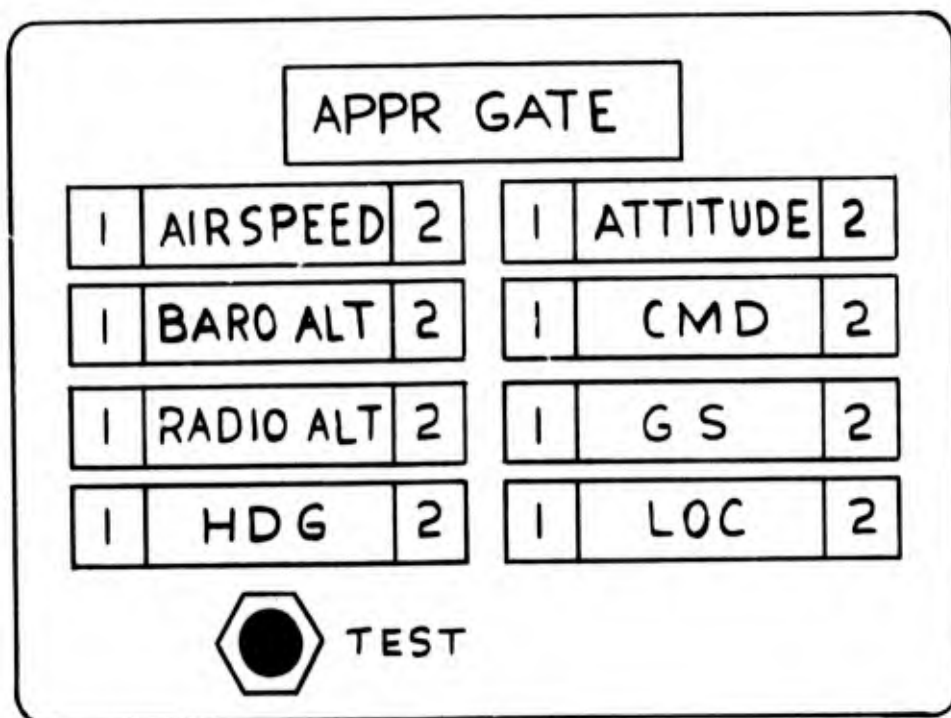 APPR GATE
1 AIRSPEED 2
1 ATTITUDE 2
1 BARO ALT 2
1 CMD 2
1 RADIO ALT 2
1 GS 2
1 HDG 2
1 LOC 2
TEST